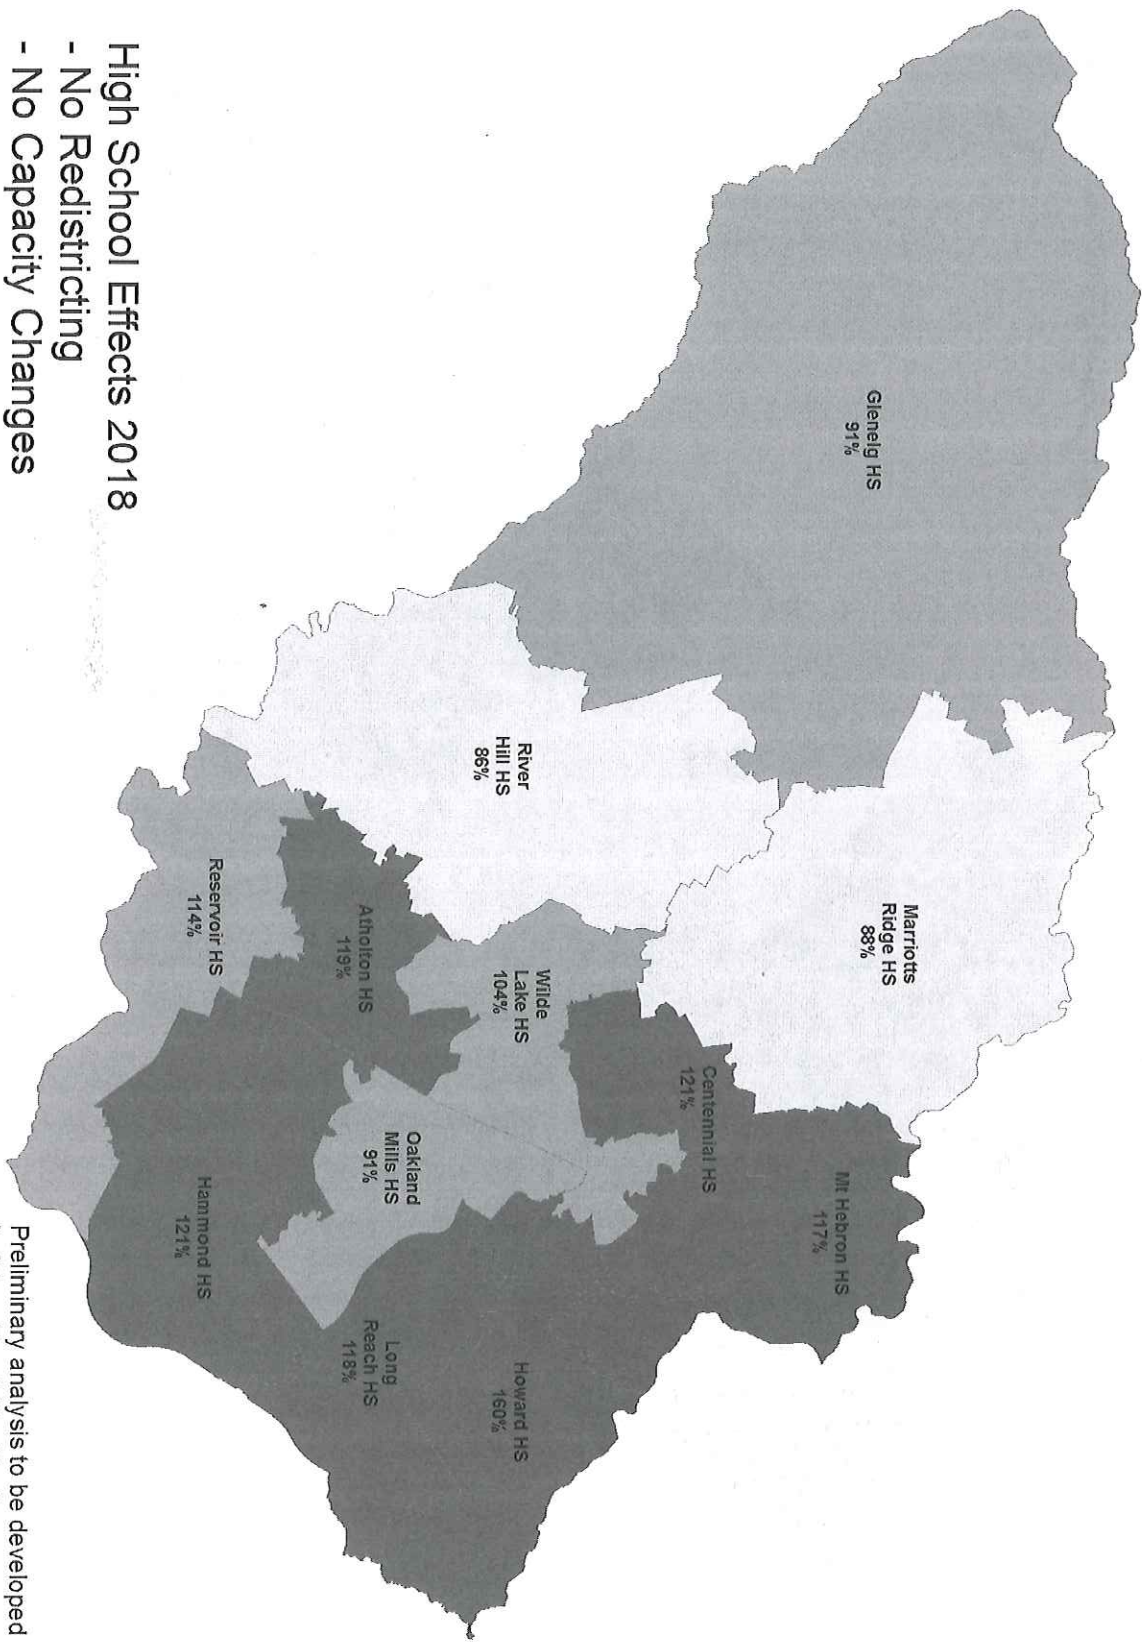 Glenelg HS
91%
Marriotts
Ridge HS
88%
River
Hill HS
86%
Mt Hebron HS
117%
Centennial HS
121%
Wilde
Lake HS
104%
Howard HS
160%
Oakland
Mills HS
91%
Long
Reach HS
118%
Atholton HS
119%
Reservoir HS
114%
Hammond HS
121%
High School Effects 2018
- No Redistricting
- No Capacity Changes
Preliminary analysis to be developed